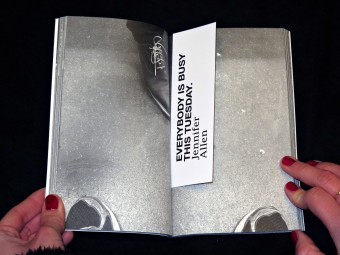 EVERYBODY IS BUSY
THIS TUESDAY.
Jennifer
Allen